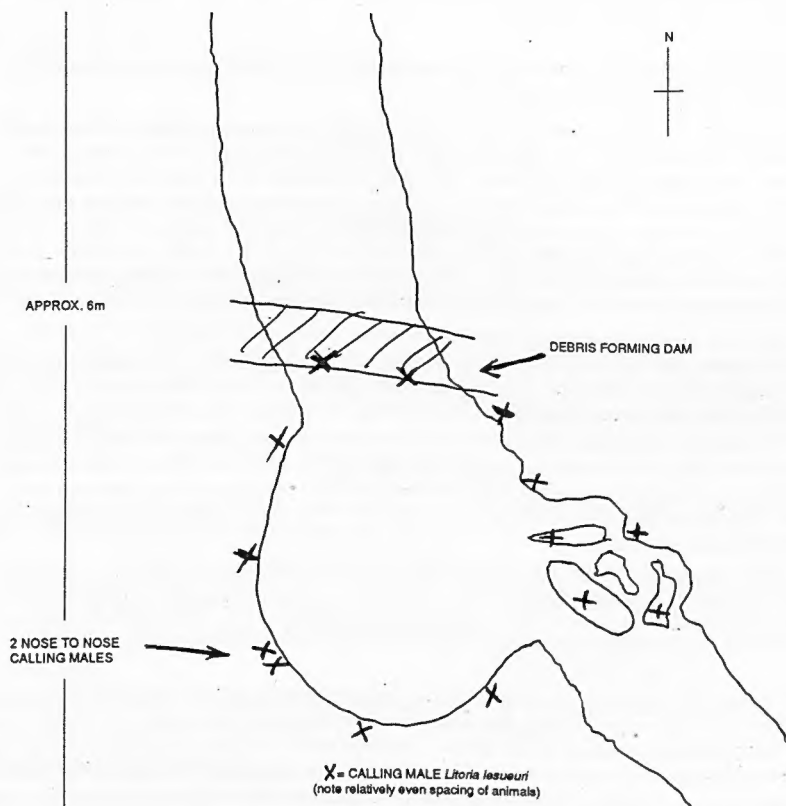 N
APPROX. 6m
DEBRIS FORMING DAM
2 NOSE TO NOSE
CALLING MALES
X = CALLING MALE Litoria lesueuri
(note relatively even spacing of animals)